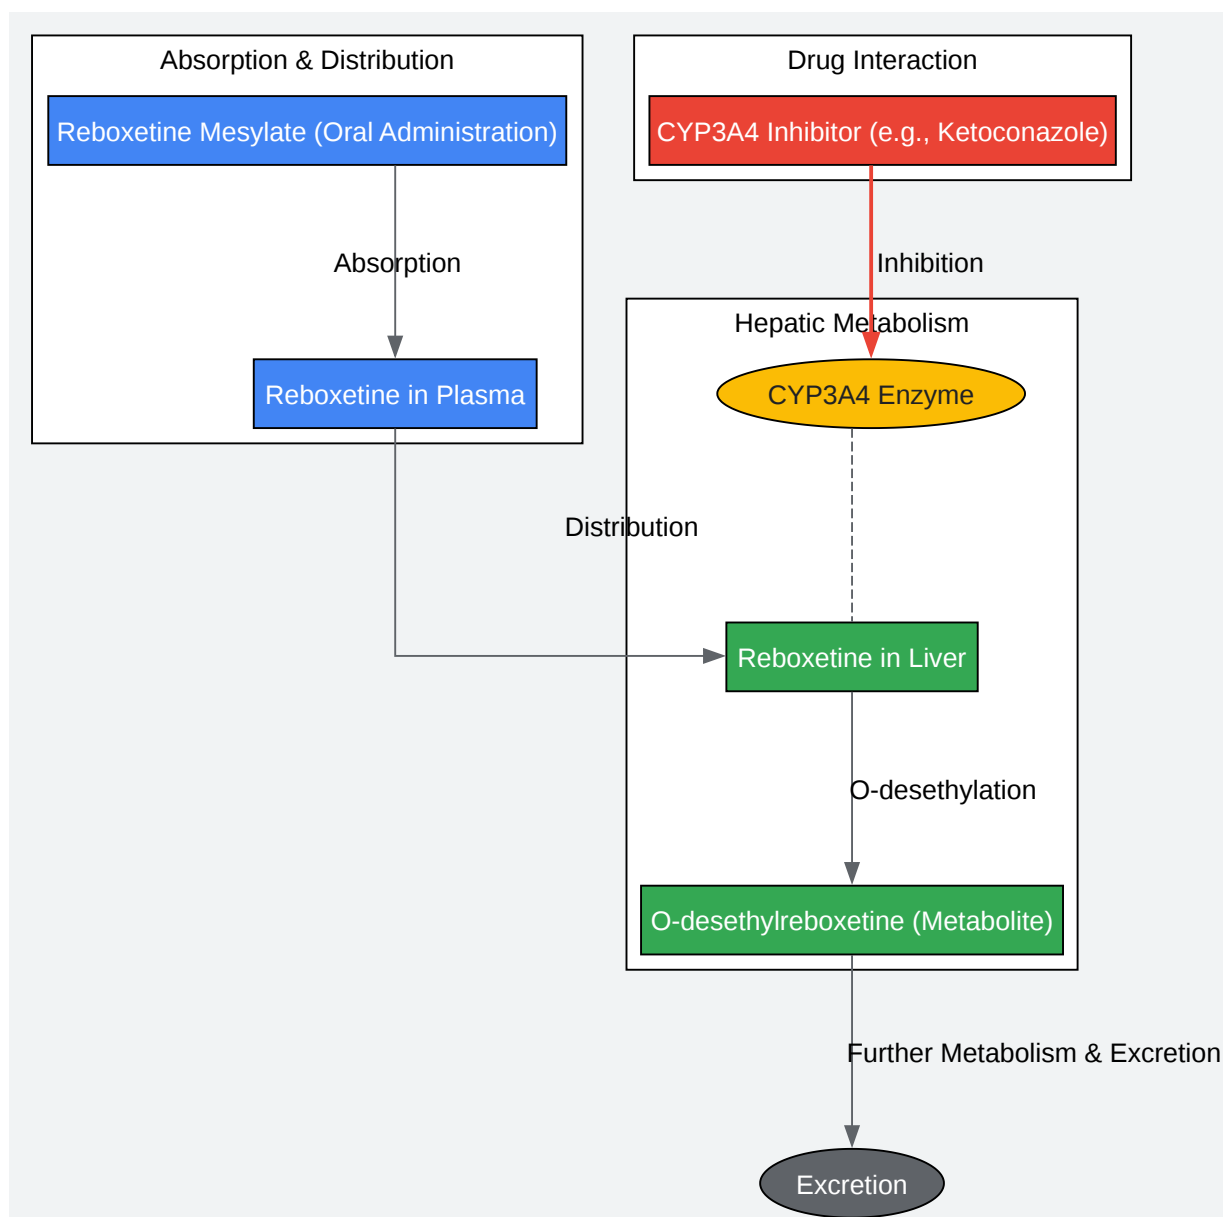 Absorption & Distribution
Reboxetine Mesylate (Oral Administration)
Absorption
Reboxetine in Plasma
Distribution
Drug Interaction
CYP3A4 Inhibitor (e.g., Ketoconazole)
Inhibition
Hepatic Metabolism
CYP3A4 Enzyme
Reboxetine in Liver
O-desethylation
O-desethylreboxetine (Metabolite)
Further Metabolism & Excretion
Excretion